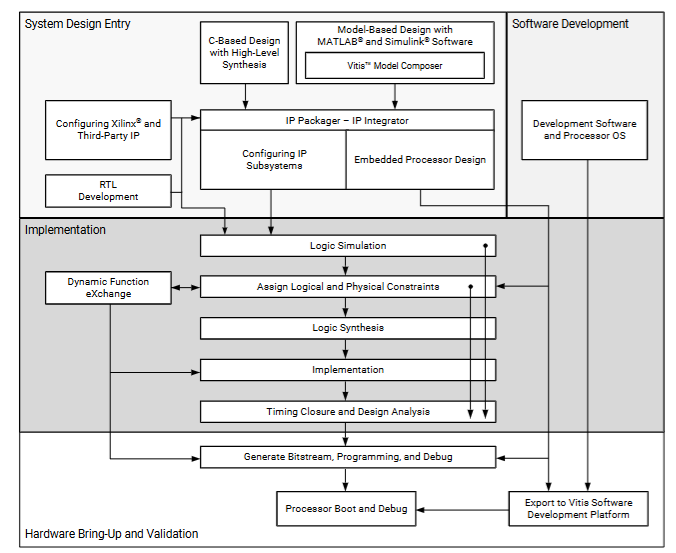 System Design Entry
Software Development
C-Based Design
with High-Level
Synthesis
Model-Based Design with
MATLAB® and Simulink® Software
Vitis™ Model Composer
Configuring Xilinx® and
Third-Party IP
IP Packager – IP Integrator
Development Software
and Processor OS
Configuring IP
Subsystems
Embedded Processor Design
RTL
Development
Implementation
Logic Simulation
Dynamic Function
eXchange
Assign Logical and Physical Constraints
Logic Synthesis
Implementation
Timing Closure and Design Analysis
Generate Bitstream, Programming, and Debug
Processor Boot and Debug
Export to Vitis Software
Development Platform
Hardware Bring-Up and Validation